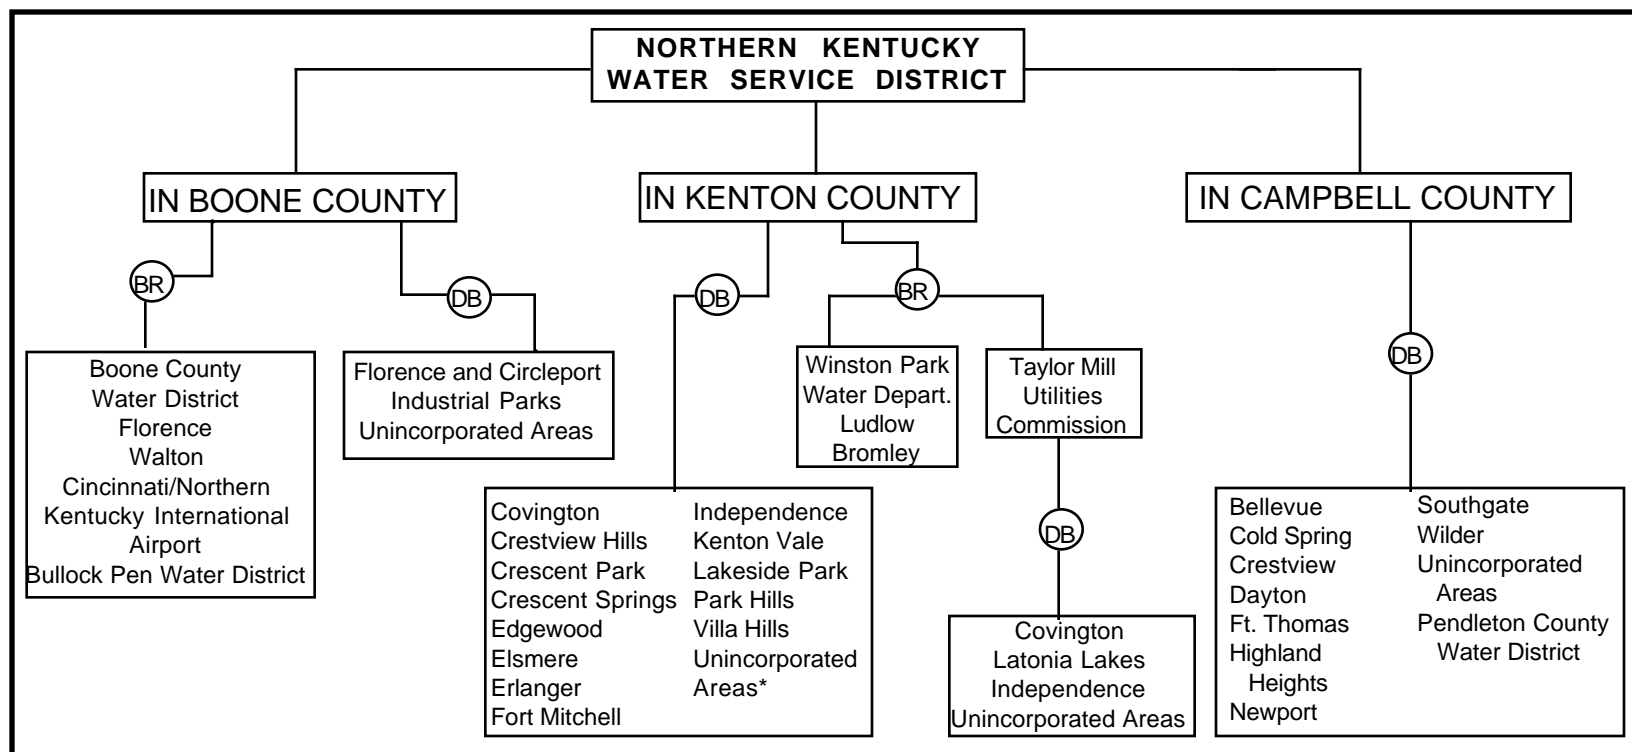 NORTHERN KENTUCKY
WATER SERVICE DISTRICT
IN BOONE COUNTY
IN KENTON COUNTY
IN CAMPBELL COUNTY
BR
DB
DB
BR
DB
Boone County
Water District
Florence
Walton
Cincinnati/Northern
Kentucky International
Airport
Bullock Pen Water District
Florence and Circleport
Industrial Parks
Unincorporated Areas
Winston Park
Water Depart.
Ludlow
Bromley
Taylor Mill
Utilities
Commission
DB
Covington
Crestview Hills
Crescent Park
Crescent Springs
Edgewood
Elsmere
Erlanger
Fort Mitchell
Independence
Kenton Vale
Lakeside Park
Park Hills
Villa Hills
Unincorporated
Areas*
Covington
Latonia Lakes
Independence
Unincorporated Areas
Bellevue
Cold Spring
Crestview
Dayton
Ft. Thomas
Highland
Heights
Newport
Southgate
Wilder
Unincorporated
Areas
Pendleton County
Water District